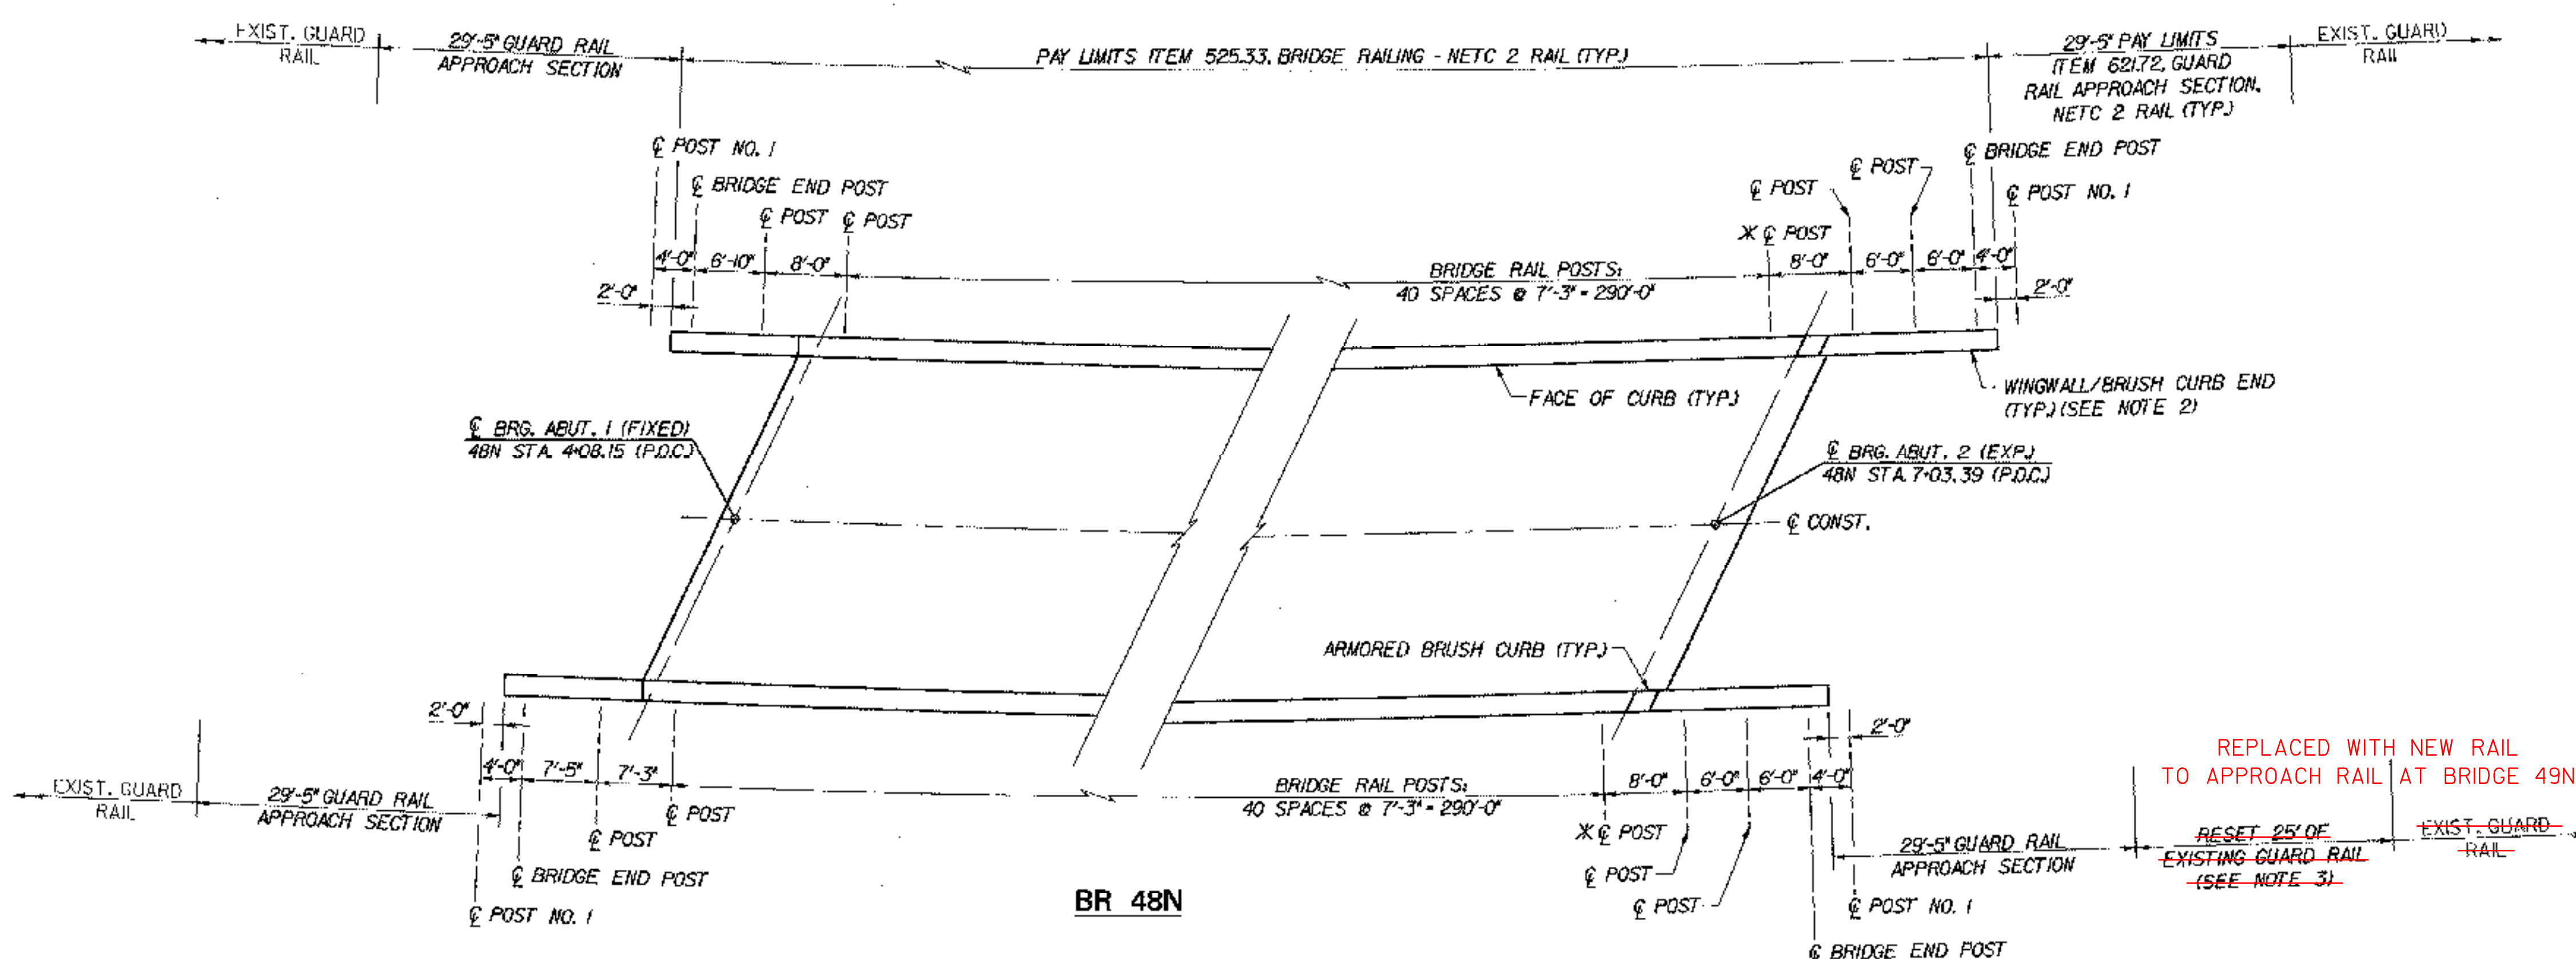 EXIST. GUARD
RAIL
29'-5" GUARD RAIL
APPROACH SECTION
PAY LIMITS ITEM 525.33, BRIDGE RAILING - NETC 2 RAIL (TYP.)
29'-5" PAY LIMITS
ITEM 621.72, GUARD
RAIL APPROACH SECTION,
NETC 2 RAIL (TYP.)
EXIST. GUARD
RAIL
℄ POST NO. 1
℄ BRIDGE END POST
℄ POST
℄ POST
℄ POST
℄ POST
℄ BRIDGE END POST
℄ POST NO. 1
Ж ℄ POST
4'-0"
6'-10"
8'-0"
BRIDGE RAIL POSTS:
40 SPACES @ 7'-3" = 290'-0"
8'-0"
6'-0"
6'-0"
4'-0"
2'-0"
2'-0"
FACE OF CURB (TYP.)
WINGWALL/BRUSH CURB END
(TYP.) (SEE NOTE 2)
℄ BRG. ABUT. 1 (FIXED)
48N STA. 4+08.15 (P.O.C.)
℄ BRG. ABUT. 2 (EXP.)
48N STA. 7+03.39 (P.O.C.)
℄ CONST.
ARMORED BRUSH CURB (TYP.)
2'-0"
4'-0"
7'-5"
7'-3"
BRIDGE RAIL POSTS:
40 SPACES @ 7'-3" = 290'-0"
8'-0"
6'-0"
6'-0"
4'-0"
2'-0"
REPLACED WITH NEW RAIL
TO APPROACH RAIL AT BRIDGE 49N
EXIST. GUARD
RAIL
29'-5" GUARD RAIL
APPROACH SECTION
℄ POST
℄ POST
℄ BRIDGE END POST
℄ POST NO. 1
Ж ℄ POST
℄ POST
℄ POST
29'-5" GUARD RAIL
APPROACH SECTION
RESET 25' OF
EXISTING GUARD RAIL
(SEE NOTE 3)
EXIST. GUARD
RAIL
℄ POST NO. 1
℄ BRIDGE END POST
BR 48N